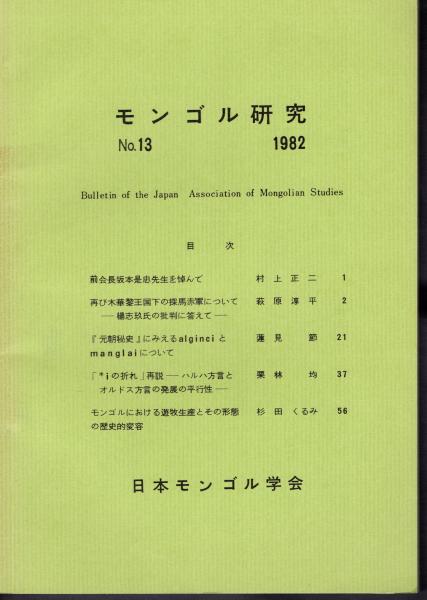 モンゴル研究
No.13 1982
Bulletin of the Japan Association of Mongolian Studies
目次
前会長坂本是忠先生を悼んで 村上正二 1
再び木華黎王国下の探馬赤軍について 萩原淳平 2
── 楊志玖氏の批判に答えて ──
『元朝秘史』にみえるalginciと 蓮見節 21
manglaiについて
「*iの折れ」再説 ── ハルハ方言と 栗林均 37
オルドス方言の発展の平行性 ──
モンゴルにおける遊牧生産とその形態 杉田くるみ 56
の歴史的変容
日本モンゴル学会